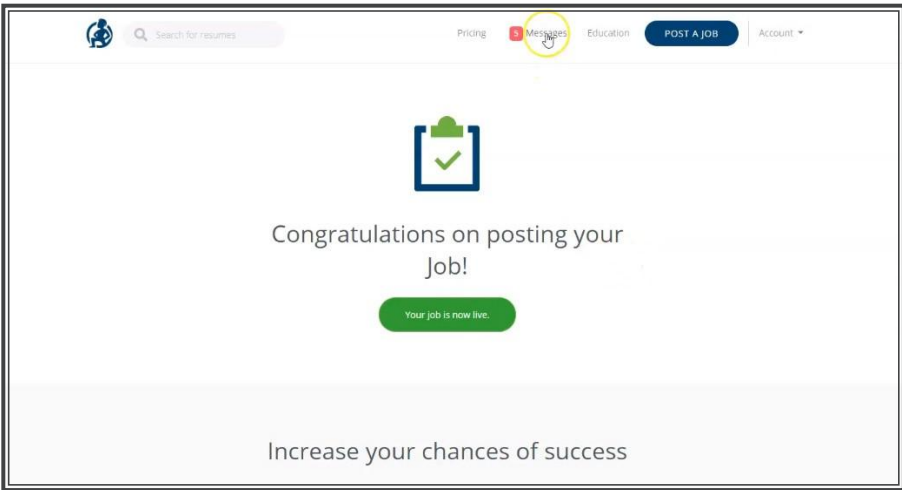 Search for resumes
Pricing
9 Messages
Education
POST A JOB
Account
Congratulations on posting your
Job!
Your job is now live.
Increase your chances of success